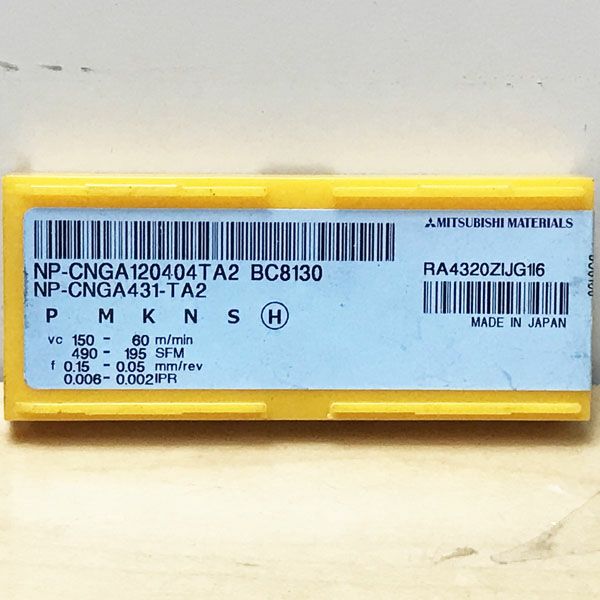 MITSUBISHI MATERIALS
NP-CNGA120404TA2 BC8130
NP-CNGA431-TA2
RA4320ZIJG1I6
MADE IN JAPAN
P M K N S H
vc 150 - 60 m/min
490 - 195 SFM
f 0.15 - 0.05 mm/rev
0.006 - 0.002 IPR